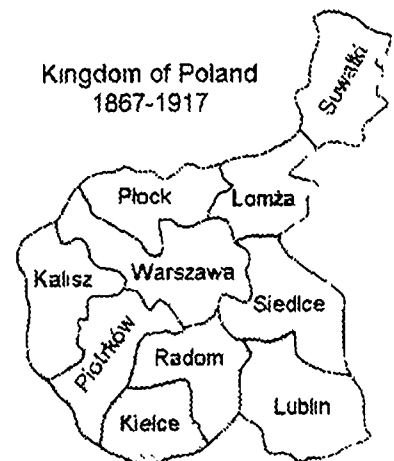 Kingdom of Poland
1867-1917
Suwałki
Płock
Łomża
Kalisz
Warszawa
Siedlce
Piotrków
Radom
Kielce
Lublin